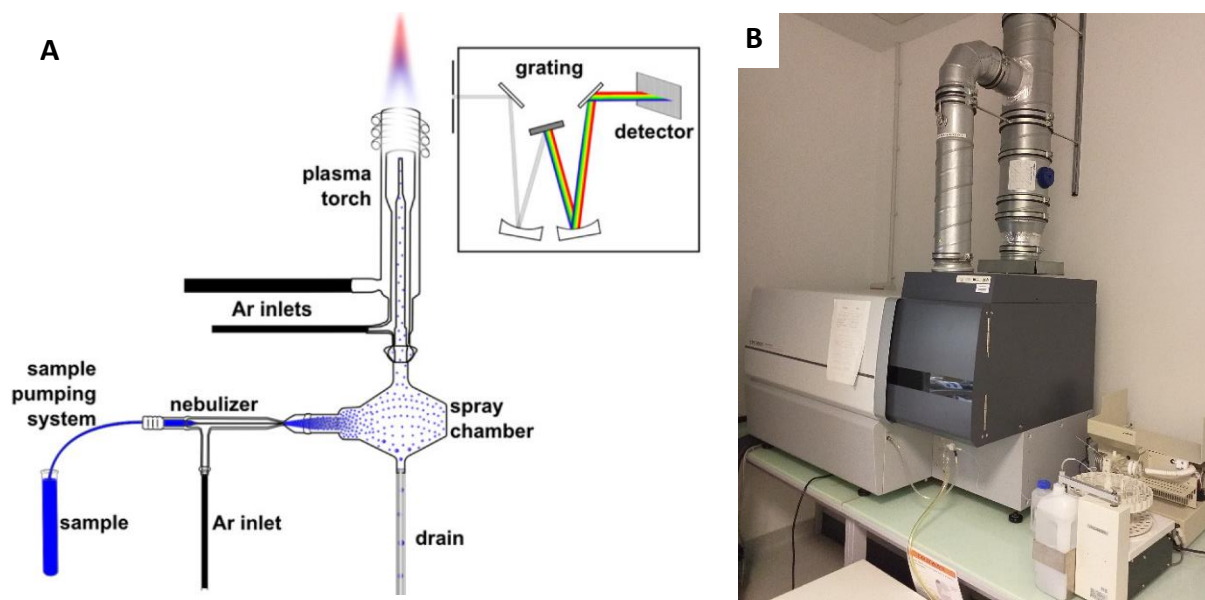 A
B
grating
detector
plasma
torch
Ar inlets
sample
pumping
system
nebulizer
spray
chamber
sample
Ar inlet
drain